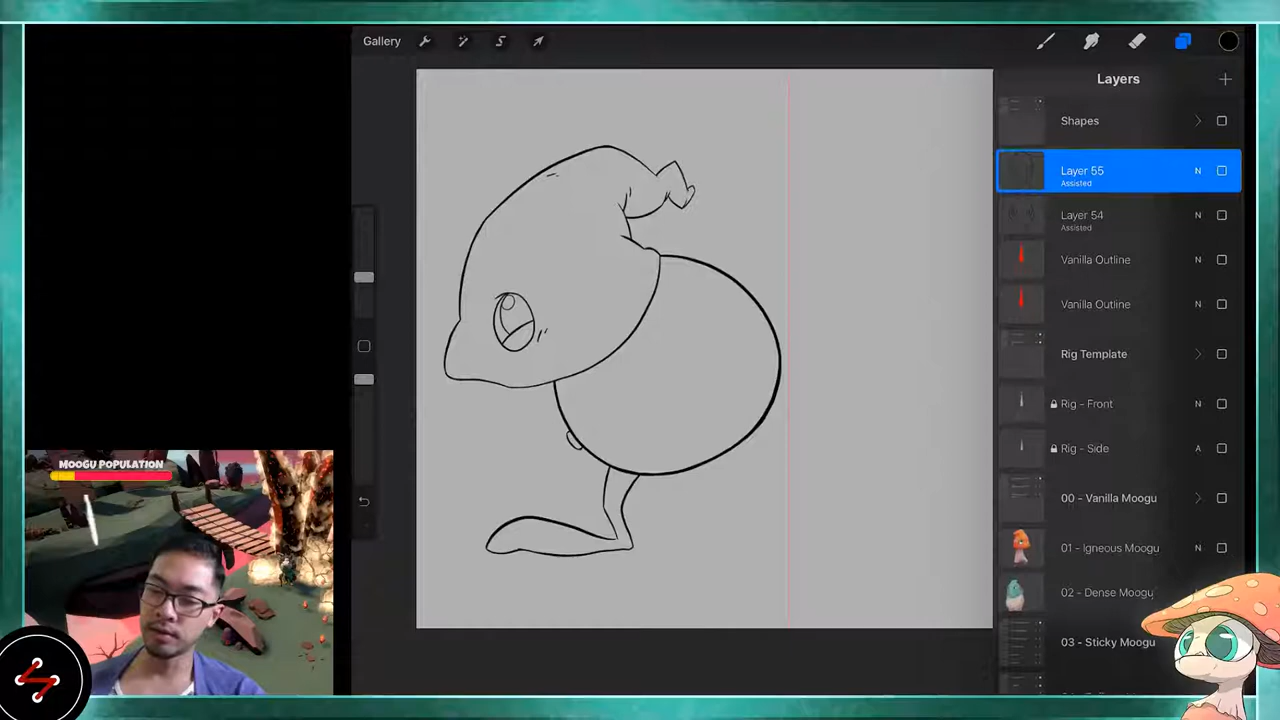 Gallery
Layers
Shapes
Layer 55 N
Assisted
Layer 54 N
Assisted
Vanilla Outline N
Vanilla Outline N
Rig Template
Rig - Front N
Rig - Side A
00 - Vanilla Moogu
01 - Igneous Moogu N
02 - Dense Moogu
03 - Sticky Moogu
MOOGU POPULATION